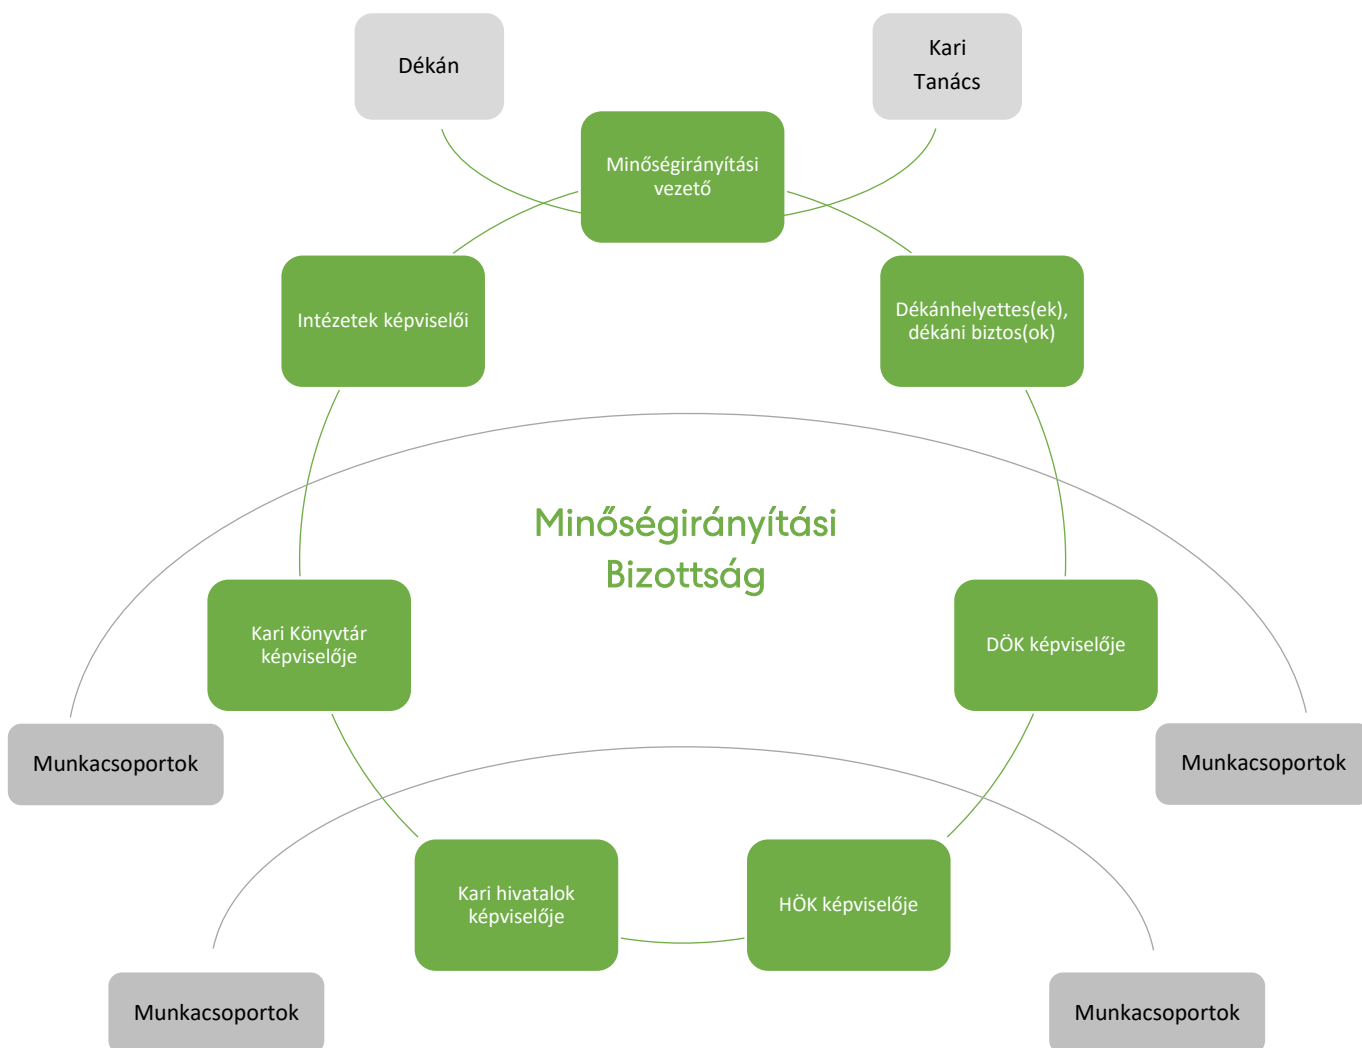 Dékán
Kari
Tanács
Minőségirányítási
vezető
Intézetek képviselői
Dékánhelyettes(ek),
dékáni biztos(ok)
Minőségirányítási
Bizottság
Kari Könyvtár
képviselője
DÖK képviselője
Munkacsoportok
Munkacsoportok
Kari hivatalok
képviselője
HÖK képviselője
Munkacsoportok
Munkacsoportok